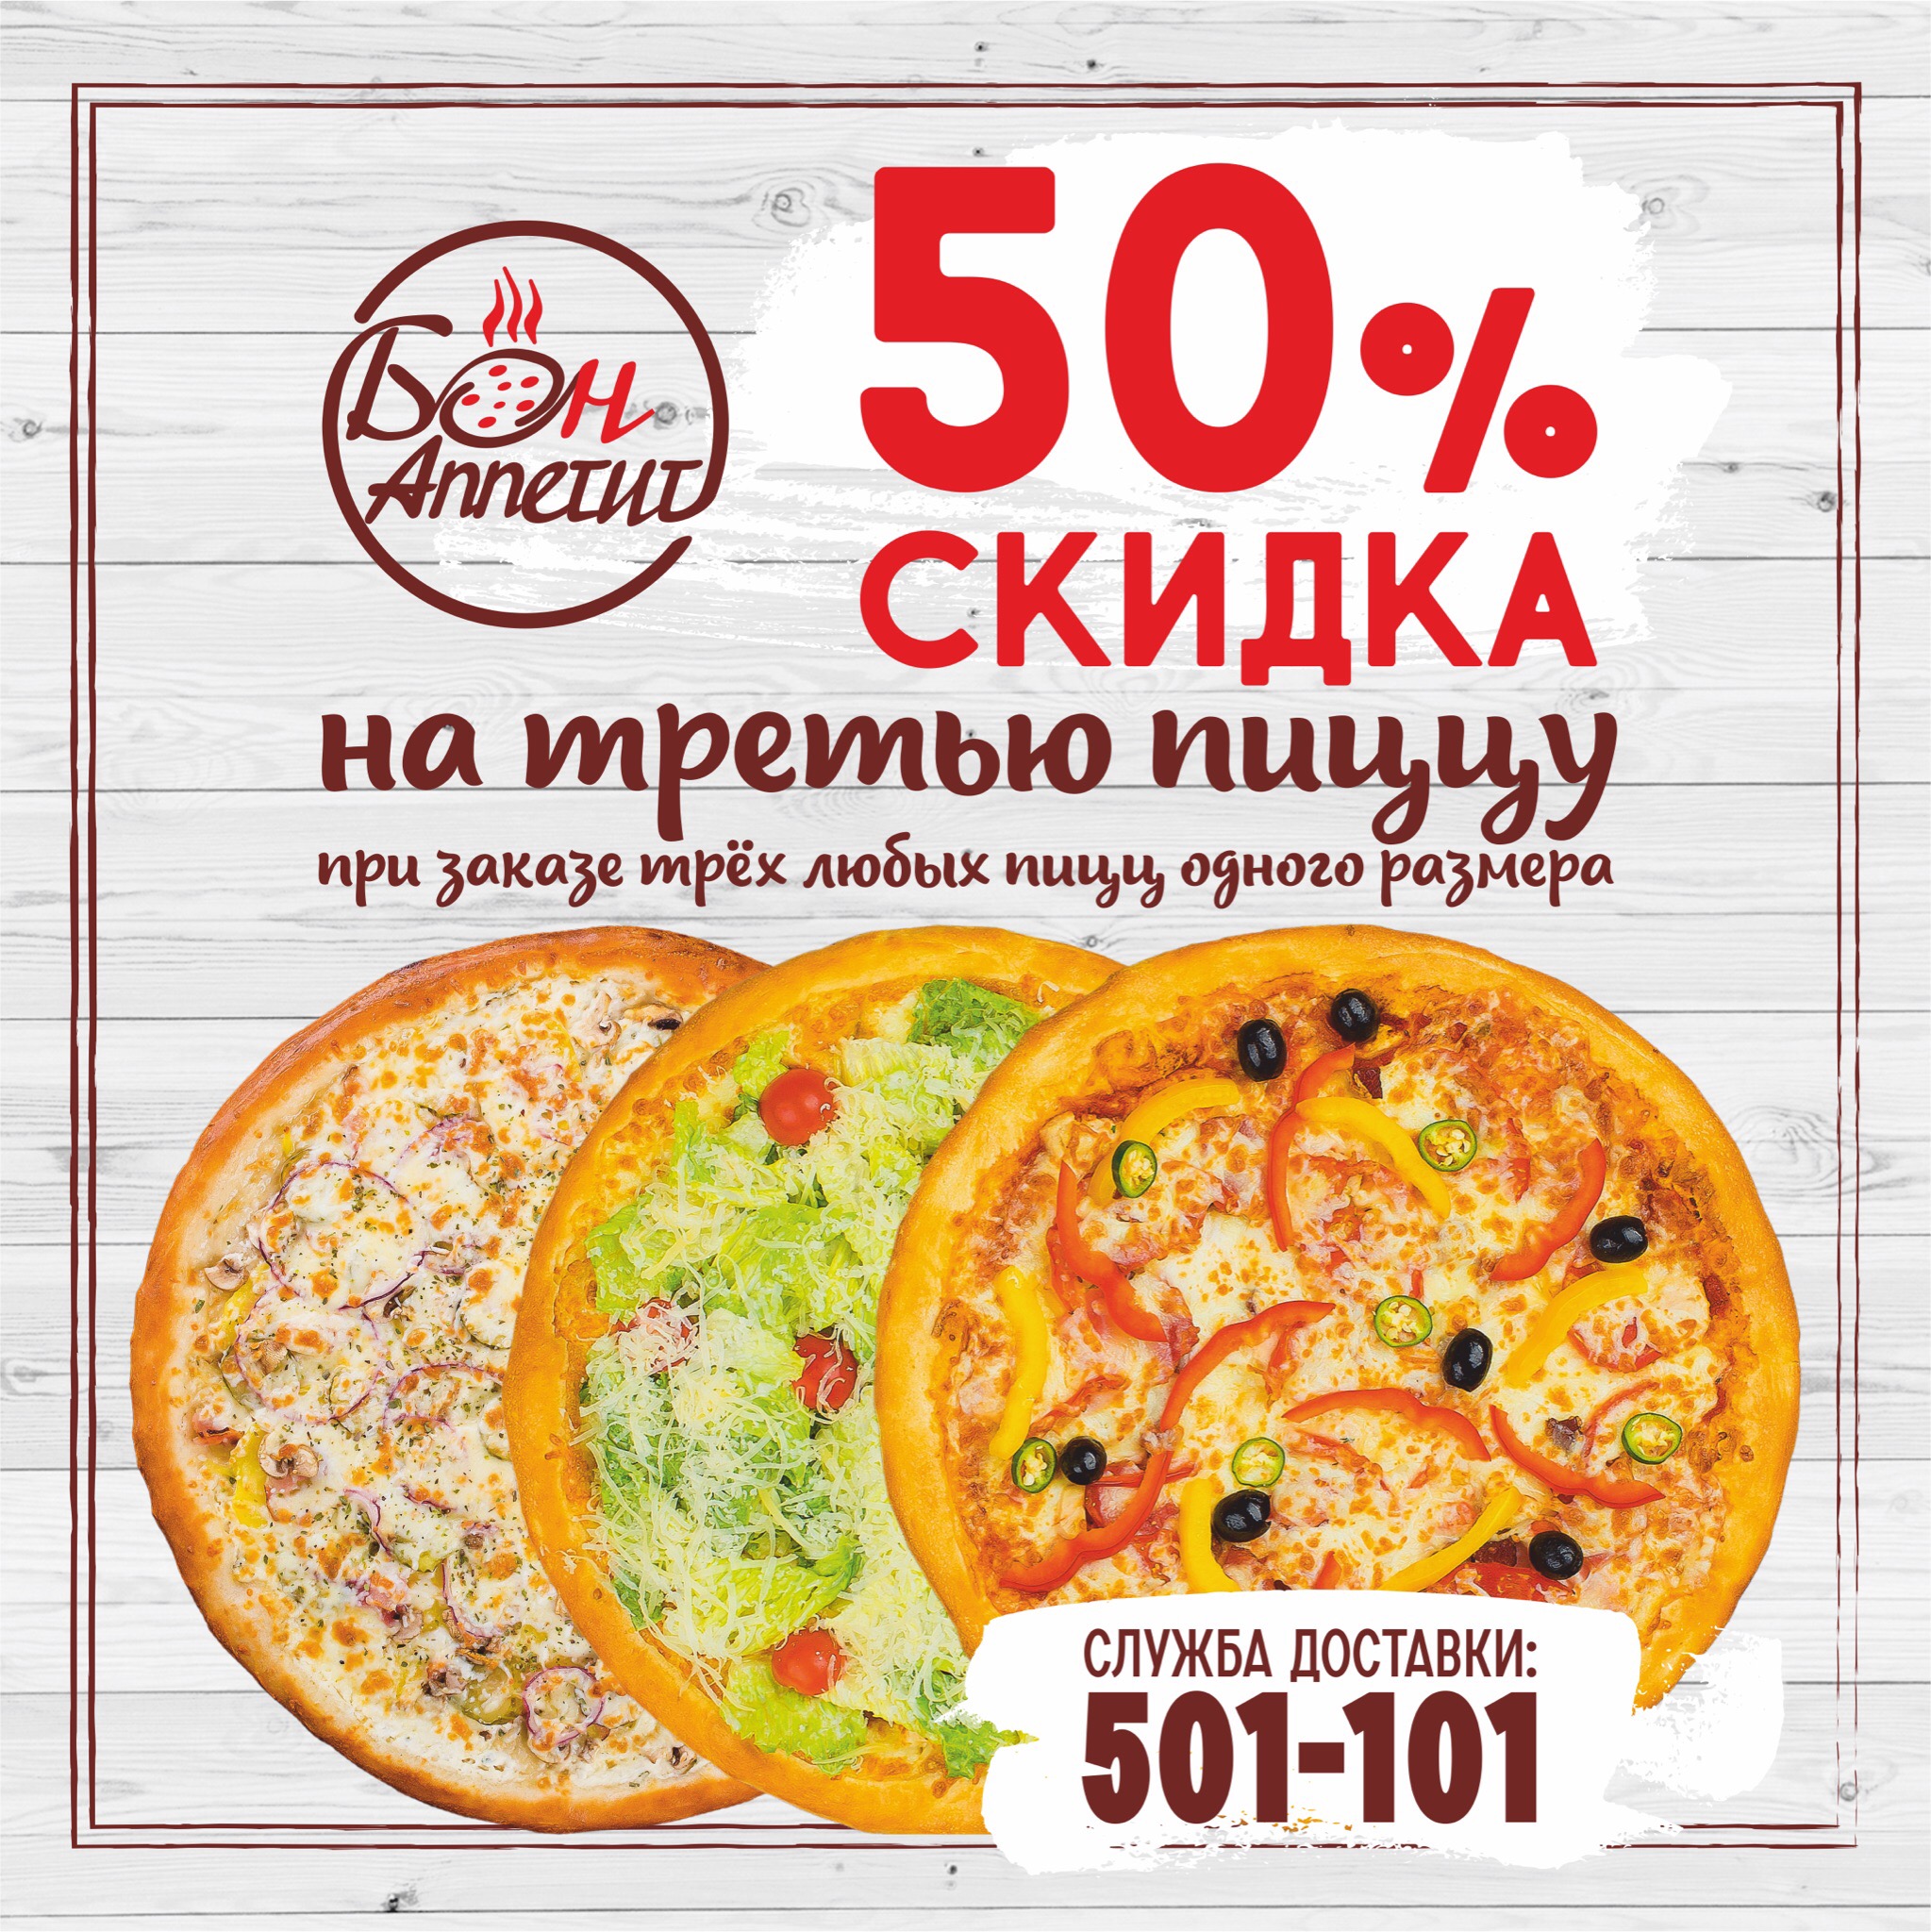 Бон
Аппетит
50%
СКИДКА
на третью пиццу
при заказе трёх любых пицц одного размера
СЛУЖБА ДОСТАВКИ:
501-101